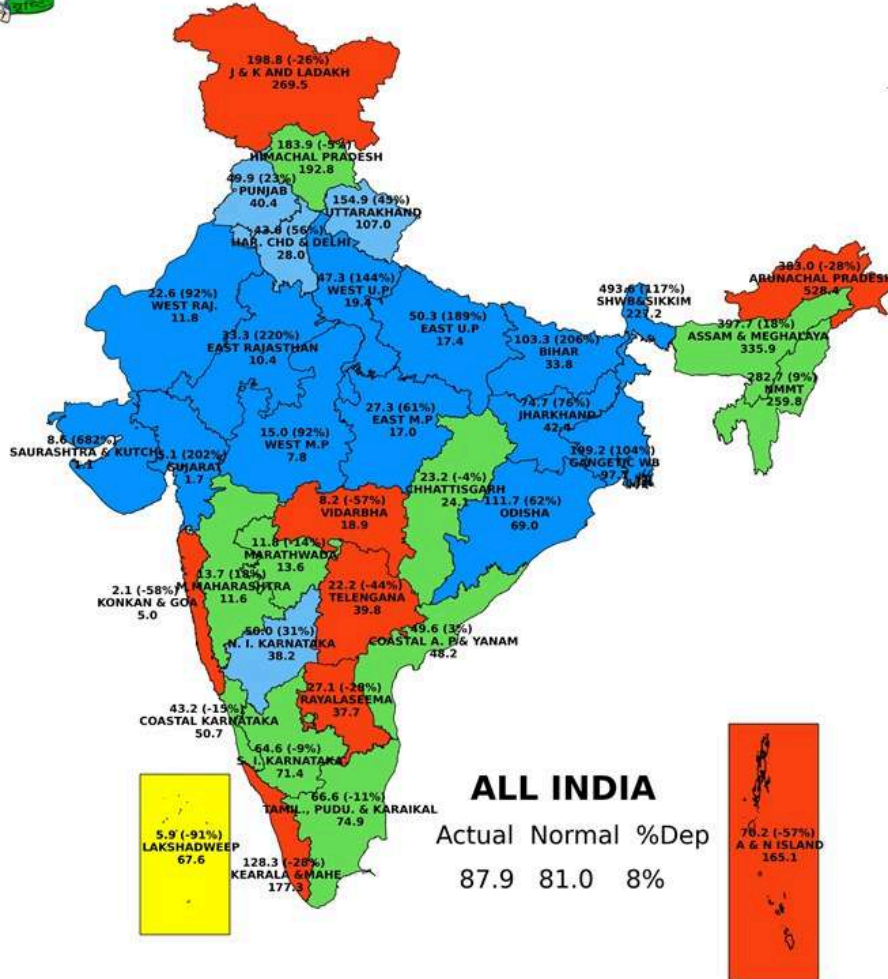 198.8 (-26%)
J & K AND LADAKH
269.5
183.9 (-5%)
HIMACHAL PRADESH
192.8
49.9 (23%)
PUNJAB
40.4
154.9 (45%)
UTTARAKHAND
107.0
(56%)
HAR. CHD & DELHI
28.0
47.3 (144%)
WEST U.P
19.4
22.6 (92%)
WEST RAJ.
11.8
33.3 (220%)
EAST RAJASTHAN
10.4
50.3 (189%)
EAST U.P
17.4
103.3 (206%)
BIHAR
33.8
493.6 (117%)
SHWB&SIKKIM
227.2
383.0 (-28%)
ARUNACHAL PRADESH
528.4
397.7 (18%)
ASSAM & MEGHALAYA
335.9
282.7 (9%)
NMMT
259.8
8.6 (682%)
SAURASHTRA & KUTCH
1.1
5.1 (202%)
GUJARAT
1.7
15.0 (92%)
WEST M.P
7.8
27.3 (61%)
EAST M.P
17.0
74.7 (76%)
JHARKHAND
42.4
199.2 (104%)
GANGETIC WB
23.2 (-4%)
CHHATTISGARH
24.1
111.7 (62%)
ODISHA
69.0
8.2 (-57%)
VIDARBHA
18.9
11.8 (-14%)
MARATHWADA
13.6
13.7 (18%)
M MAHARASHTRA
11.6
2.1 (-58%)
KONKAN & GOA
5.0
22.2 (-44%)
TELENGANA
39.8
50.0 (31%)
N. I. KARNATAKA
38.2
49.6 (3%)
COASTAL A. P.& YANAM
48.2
27.1 (-28%)
RAYALASEEMA
37.7
43.2 (-15%)
COASTAL KARNATAKA
50.7
64.6 (-9%)
S. I. KARNATAKA
71.4
66.6 (-11%)
TAMIL., PUDU. & KARAIKAL
74.9
128.3 (-28%)
KEARALA &MAHE
177.3
5.9 (-91%)
LAKSHADWEEP
67.6
70.2 (-57%)
A & N ISLAND
165.1
ALL INDIA
Actual Normal %Dep
87.9 81.0 8%